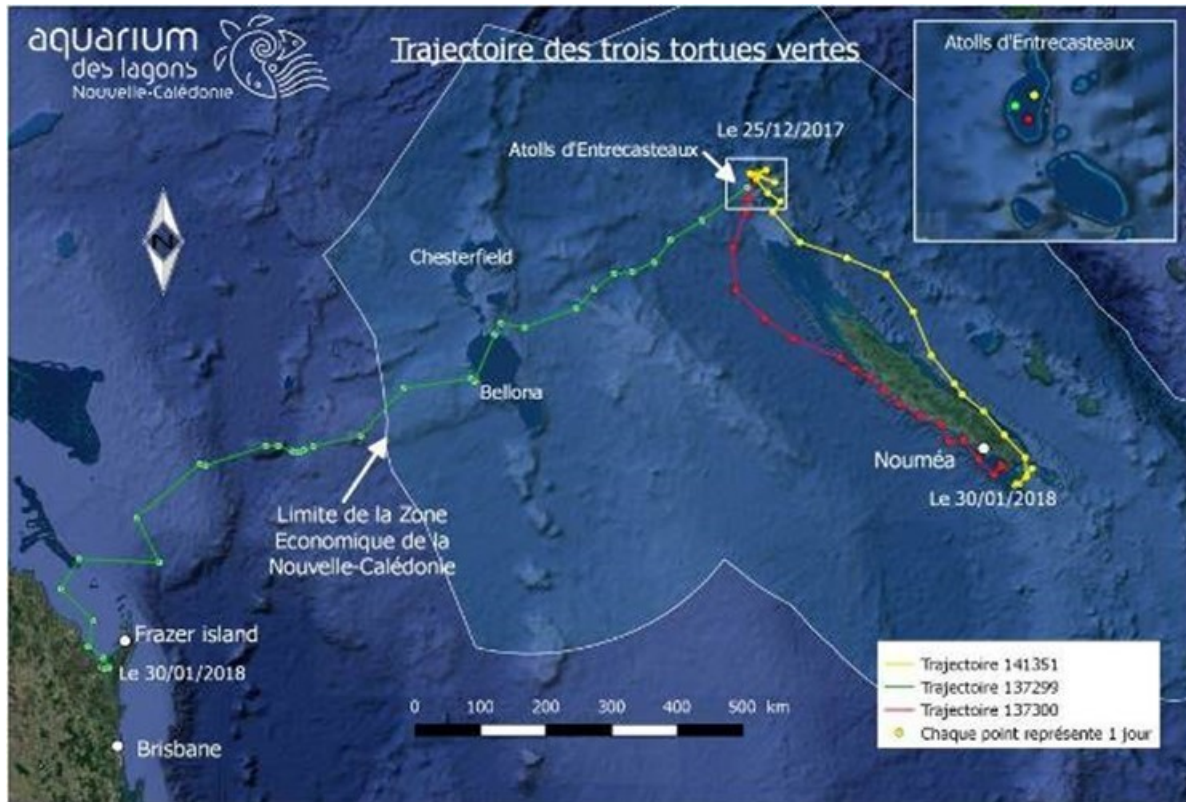 aquarium
des lagons
Nouvelle-Calédonie
Trajectoire des trois tortues vertes
Atolls d'Entrecasteaux
Le 25/12/2017
Atolls d'Entrecasteaux
N
Chesterfield
Bellona
Nouméa
Le 30/01/2018
Limite de la Zone
Economique de la
Nouvelle-Calédonie
Frazer island
Le 30/01/2018
Brisbane
0 100 200 300 400 500 km
Trajectoire 141351
Trajectoire 137299
Trajectoire 137300
Chaque point représente 1 jour